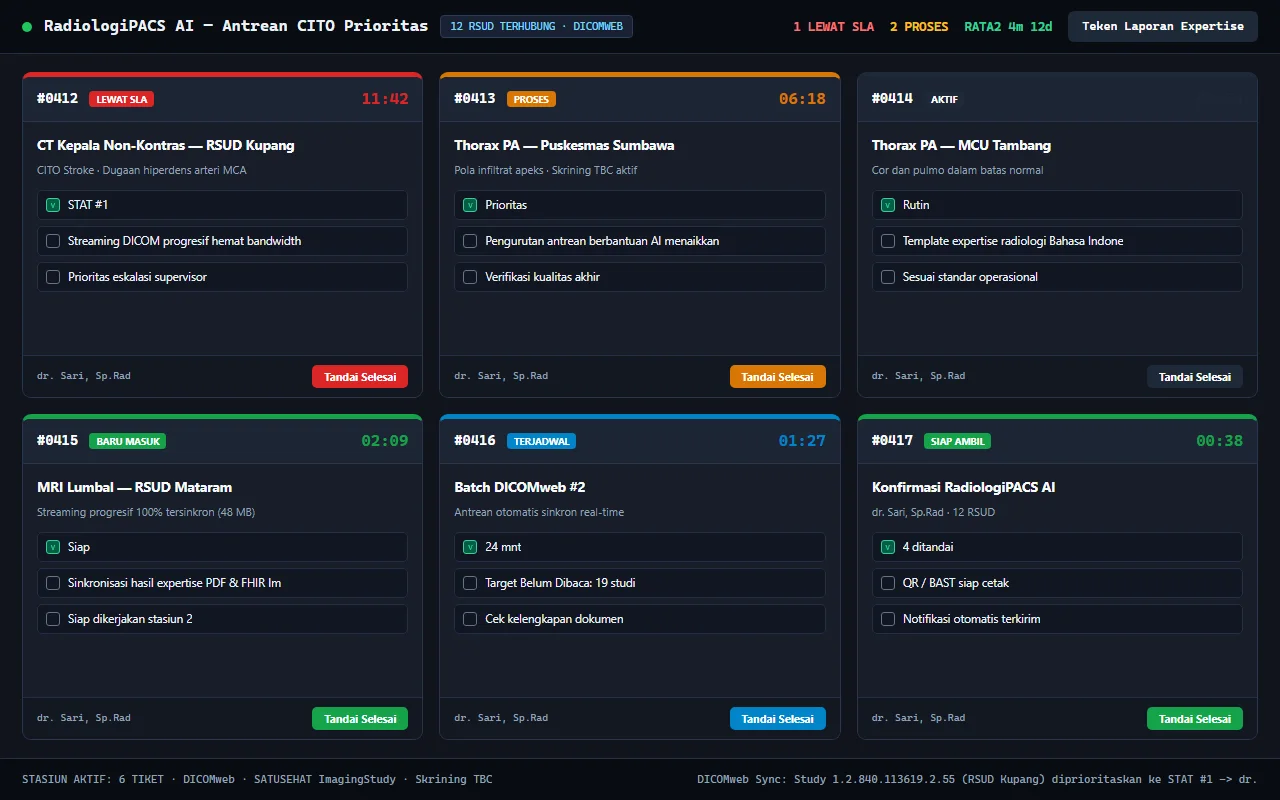 RadiologiPACS AI — Antrean CITO Prioritas
12 RSUD TERHUBUNG · DICOMWEB
1 LEWAT SLA
2 PROSES
RATA2 4m 12d
Teken Laporan Expertise
#0412
LEWAT SLA
11:42
CT Kepala Non-Kontras — RSUD Kupang
CITO Stroke · Dugaan hiperdens arteri MCA
v STAT #1
Streaming DICOM progresif hemat bandwidth
Prioritas eskalasi supervisor
dr. Sari, Sp.Rad
Tandai Selesai
#0413
PROSES
06:18
Thorax PA — Puskesmas Sumbawa
Pola infiltrat apeks · Skrining TBC aktif
v Prioritas
Pengurutan antrean berbantuan AI menaikkan
Verifikasi kualitas akhir
dr. Sari, Sp.Rad
Tandai Selesai
#0414
AKTIF
Thorax PA — MCU Tambang
Cor dan pulmo dalam batas normal
v Rutin
Template expertise radiologi Bahasa Indone
Sesuai standar operasional
dr. Sari, Sp.Rad
Tandai Selesai
#0415
BARU MASUK
02:09
MRI Lumbal — RSUD Mataram
Streaming progresif 100% tersinkron (48 MB)
v Siap
Sinkronisasi hasil expertise PDF & FHIR Im
Siap dikerjakan stasiun 2
dr. Sari, Sp.Rad
Tandai Selesai
#0416
TERJADWAL
01:27
Batch DICOMweb #2
Antrean otomatis sinkron real-time
v 24 mnt
Target Belum Dibaca: 19 studi
Cek kelengkapan dokumen
dr. Sari, Sp.Rad
Tandai Selesai
#0417
SIAP AMBIL
00:38
Konfirmasi RadiologiPACS AI
dr. Sari, Sp.Rad · 12 RSUD
v 4 ditandai
QR / BAST siap cetak
Notifikasi otomatis terkirim
dr. Sari, Sp.Rad
Tandai Selesai
STASIUN AKTIF: 6 TIKET · DICOMweb · SATUSEHAT ImagingStudy · Skrining TBC
DICOMweb Sync: Study 1.2.840.113619.2.55 (RSUD Kupang) diprioritaskan ke STAT #1 -> dr.